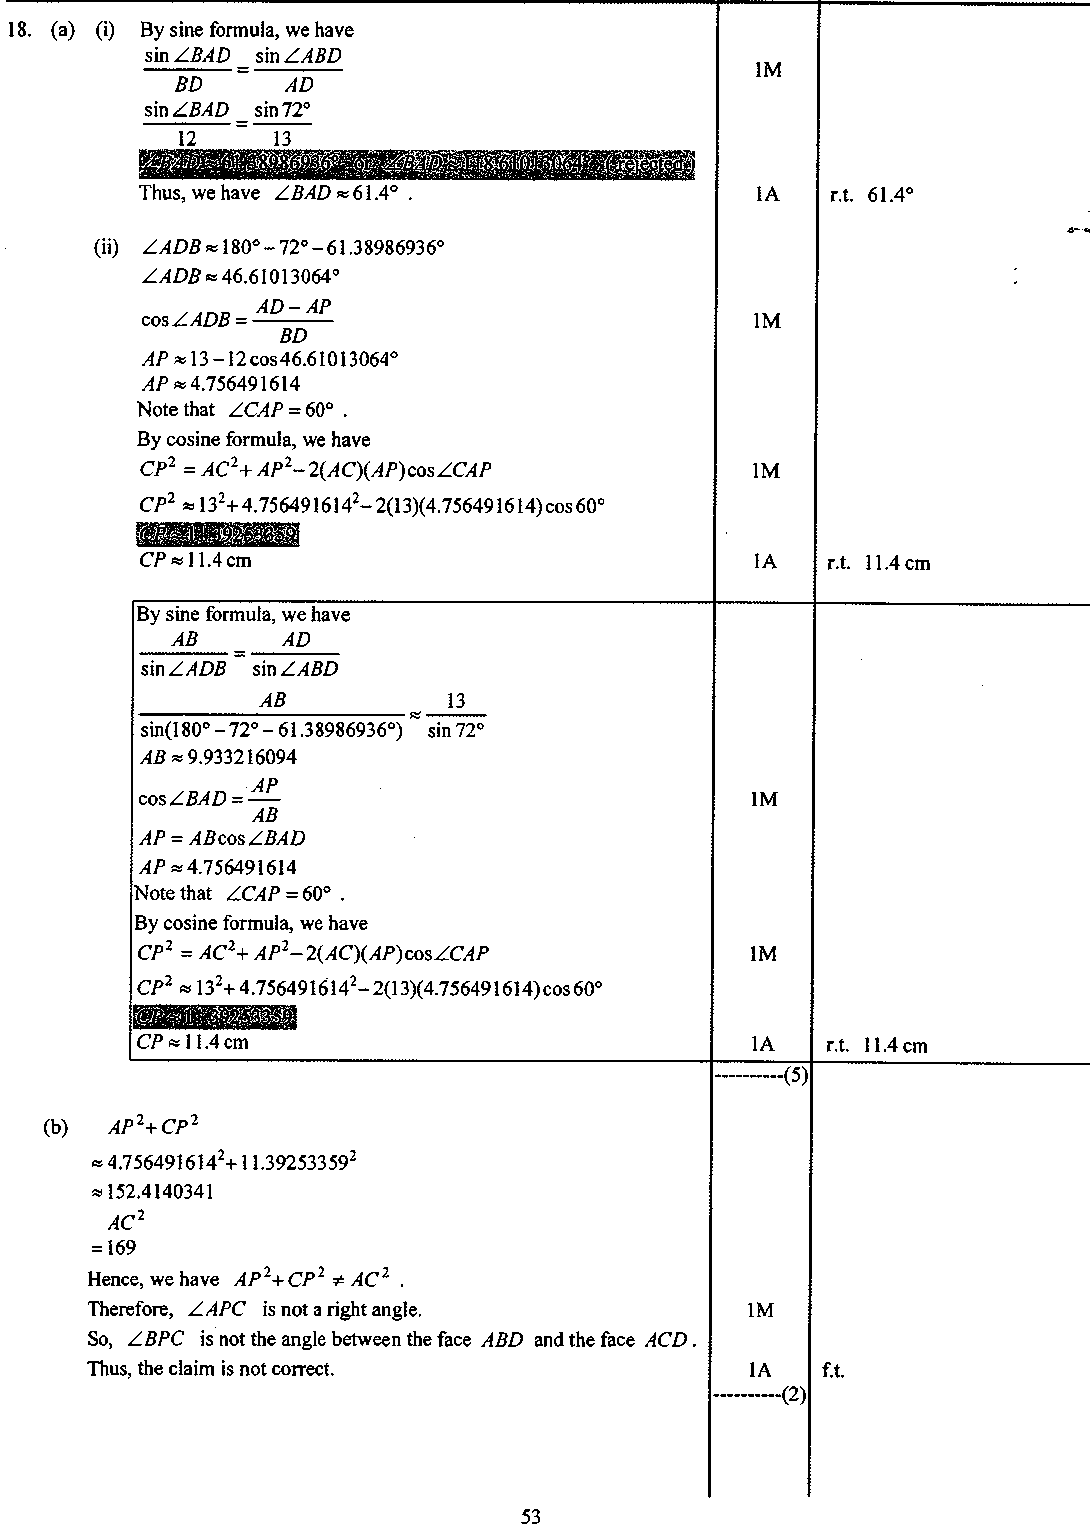 18. (a) (i) By sine formula, we have
sin ∠BAD / BD = sin ∠ABD / AD
1M
sin ∠BAD / 12 = sin 72° / 13
Thus, we have ∠BAD ≈ 61.4° .
1A r.t. 61.4°
(ii) ∠ADB ≈ 180° − 72° − 61.38986936°
∠ADB ≈ 46.61013064°
cos ∠ADB = (AD − AP) / BD
1M
AP ≈ 13 − 12 cos 46.61013064°
AP ≈ 4.756491614
Note that ∠CAP = 60° .
By cosine formula, we have
CP² = AC² + AP² − 2(AC)(AP) cos ∠CAP
1M
CP² ≈ 13² + 4.756491614² − 2(13)(4.756491614) cos 60°
CP ≈ 11.4 cm
1A r.t. 11.4 cm
By sine formula, we have
AB / sin ∠ADB = AD / sin ∠ABD
AB / sin(180° − 72° − 61.38986936°) ≈ 13 / sin 72°
AB ≈ 9.933216094
cos ∠BAD = AP / AB
1M
AP = AB cos ∠BAD
AP ≈ 4.756491614
Note that ∠CAP = 60° .
By cosine formula, we have
CP² = AC² + AP² − 2(AC)(AP) cos ∠CAP
1M
CP² ≈ 13² + 4.756491614² − 2(13)(4.756491614) cos 60°
CP ≈ 11.4 cm
1A r.t. 11.4 cm
----------(5)
(b) AP² + CP²
≈ 4.756491614² + 11.39253359²
≈ 152.4140341
AC²
= 169
Hence, we have AP² + CP² ≠ AC² .
Therefore, ∠APC is not a right angle.
1M
So, ∠BPC is not the angle between the face ABD and the face ACD .
Thus, the claim is not correct.
1A f.t.
----------(2)
53